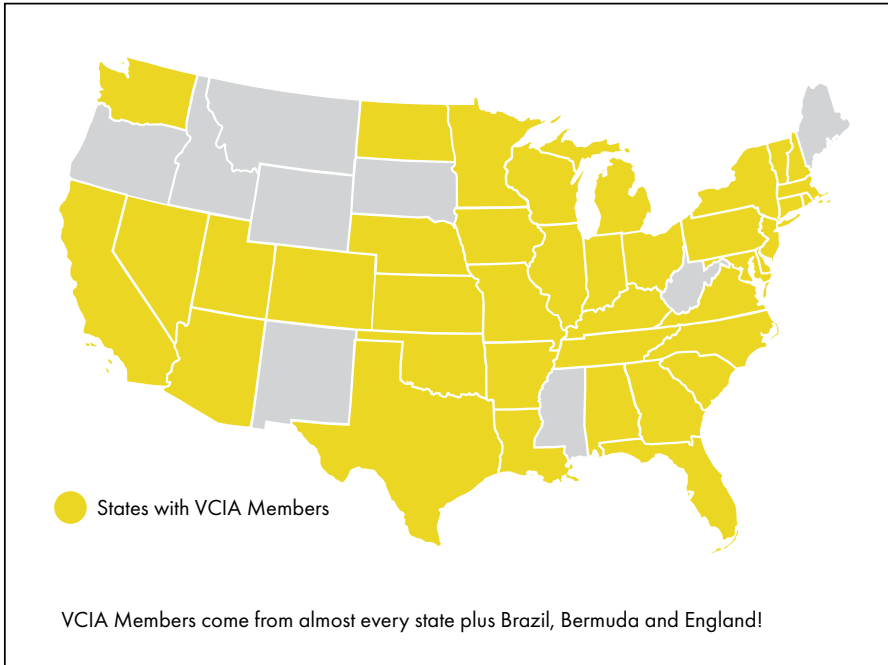 States with VCIA Members
VCIA Members come from almost every state plus Brazil, Bermuda and England!